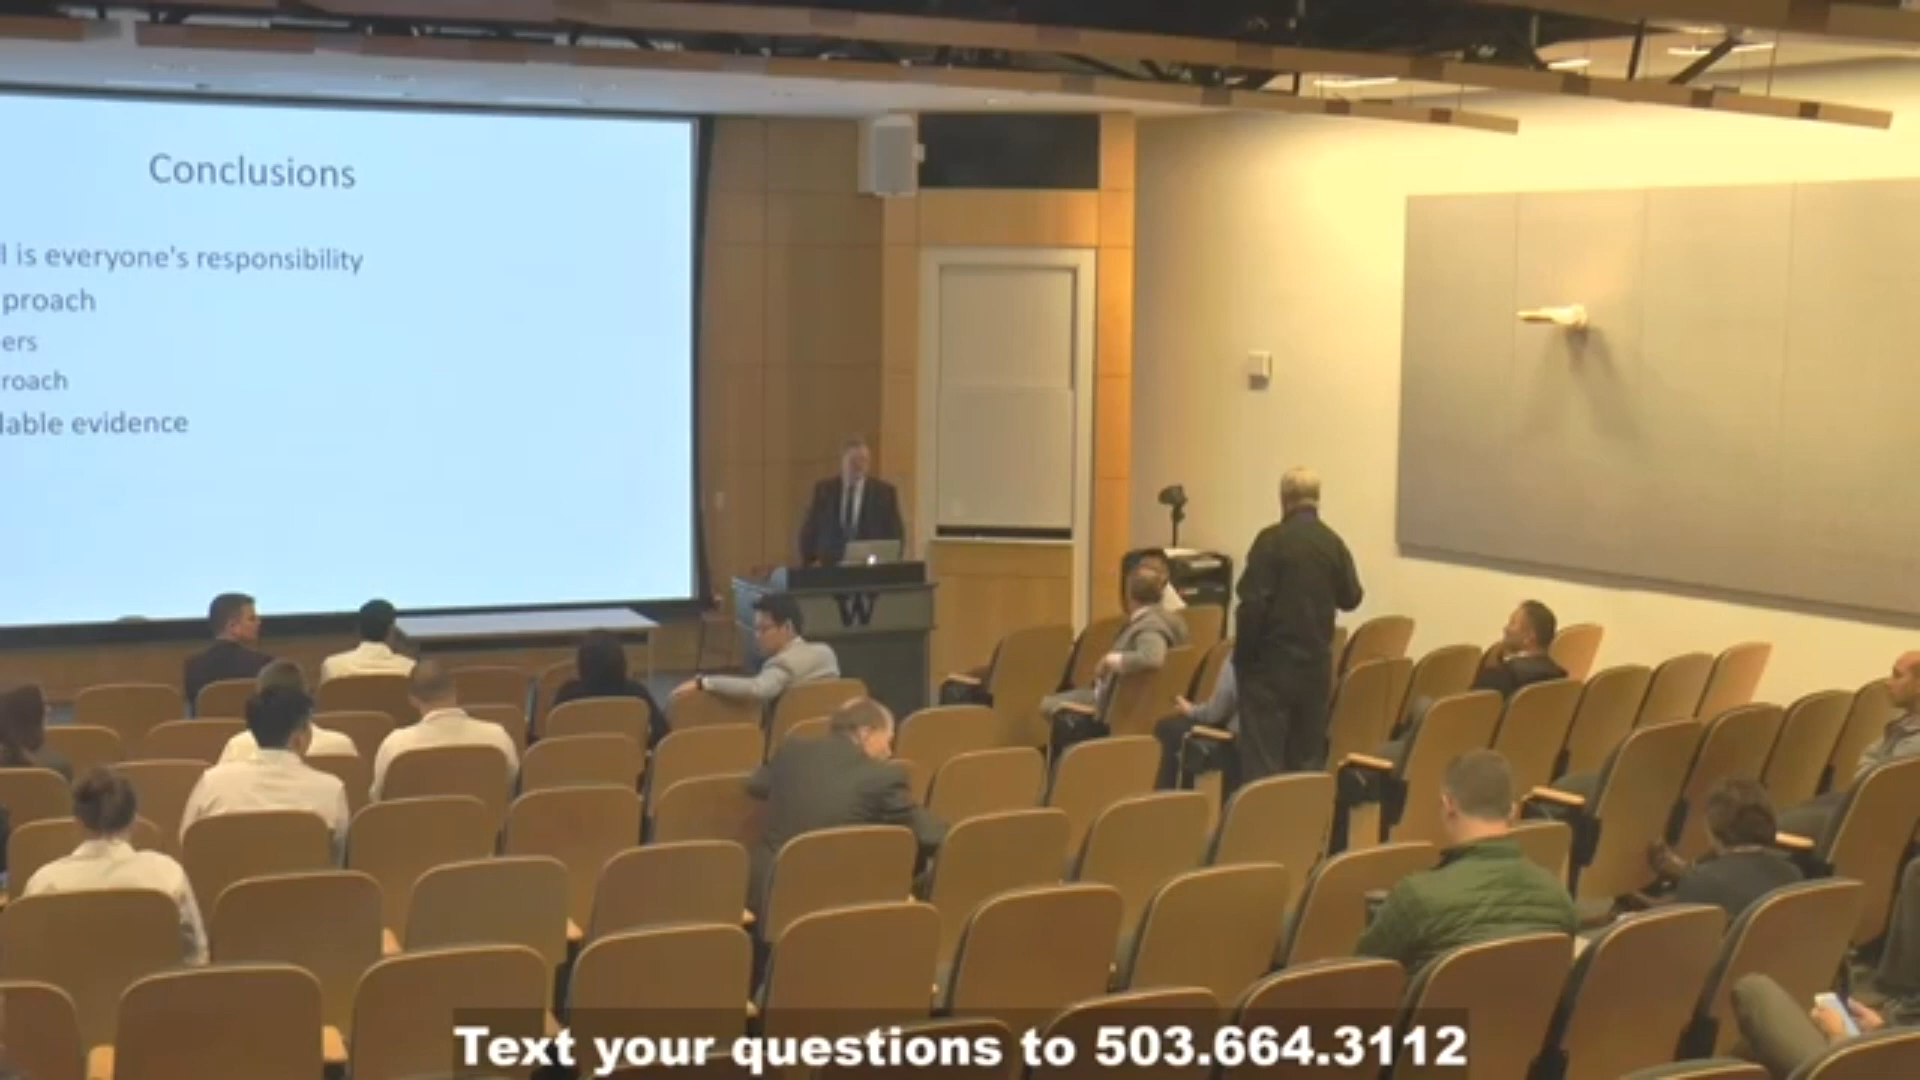 Conclusions
l is everyone's responsibility
proach
ers
roach
lable evidence
W
Text your questions to 503.664.3112